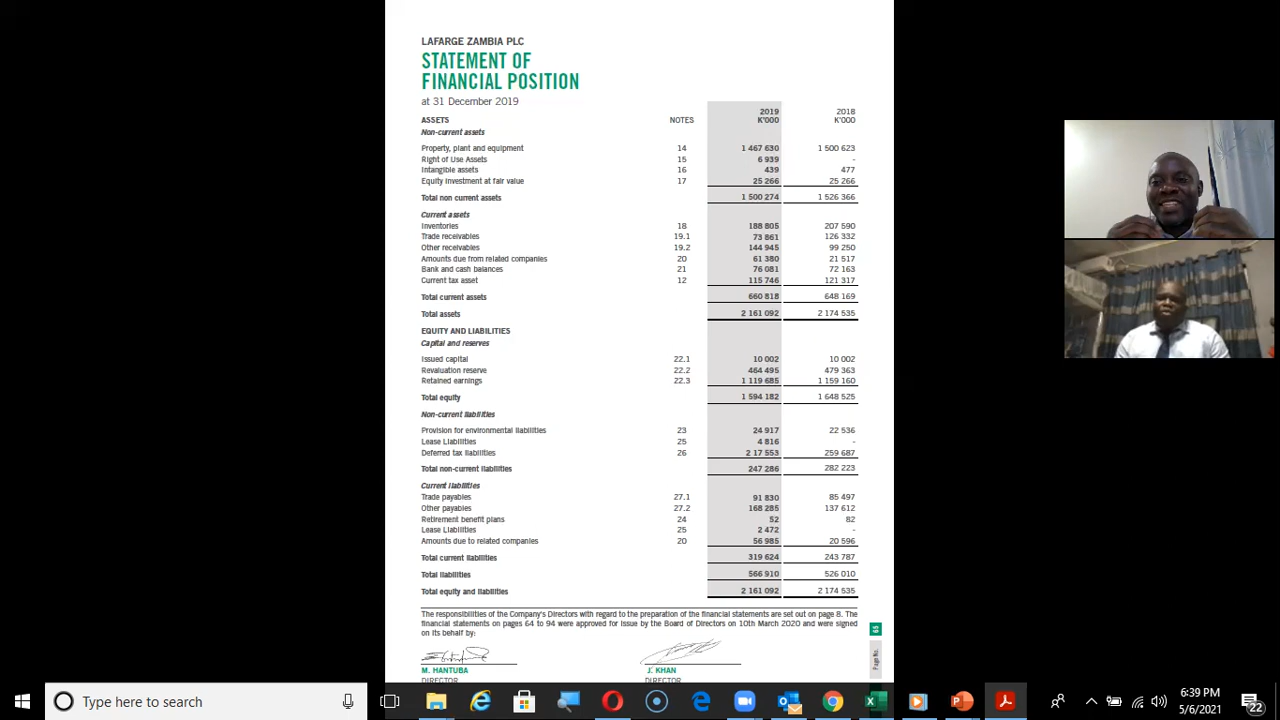 LAFARGE ZAMBIA PLC
STATEMENT OF
FINANCIAL POSITION
at 31 December 2019
2019 2018
ASSETS NOTES K'000 K'000
Non-current assets
Property, plant and equipment 14 1 467 630 1 500 623
Right of Use Assets 15 6 939 -
Intangible assets 16 439 477
Equity investment at fair value 17 25 266 25 266
Total non current assets 1 500 274 1 526 366
Current assets
Inventories 18 188 805 207 590
Trade receivables 19.1 73 861 126 332
Other receivables 19.2 144 945 99 250
Amounts due from related companies 20 61 380 21 517
Bank and cash balances 21 76 081 72 163
Current tax asset 12 115 746 121 317
Total current assets 660 818 648 169
Total assets 2 161 092 2 174 535
EQUITY AND LIABILITIES
Capital and reserves
Issued capital 22.1 10 002 10 002
Revaluation reserve 22.2 464 495 479 363
Retained earnings 22.3 1 119 685 1 159 160
Total equity 1 594 182 1 648 525
Non-current liabilities
Provision for environmental liabilities 23 24 917 22 536
Lease Liabilities 25 4 816 -
Deferred tax liabilities 26 2 17 553 259 687
Total non-current liabilities 247 286 282 223
Current liabilities
Trade payables 27.1 91 830 85 497
Other payables 27.2 168 285 137 612
Retirement benefit plans 24 52 82
Lease Liabilities 25 2 472 -
Amounts due to related companies 20 56 985 20 596
Total current liabilities 319 624 243 787
Total liabilities 566 910 526 010
Total equity and liabilities 2 161 092 2 174 535
The responsibilities of the Company's Directors with regard to the preparation of the financial statements are set out on page 8. The
financial statements on pages 64 to 94 were approved for issue by the Board of Directors on 10th March 2020 and were signed
on its behalf by:
M. HANTUBA J. KHAN
DIRECTOR DIRECTOR
Page No. 65
Type here to search
4:39 PM
5/6/2021
22